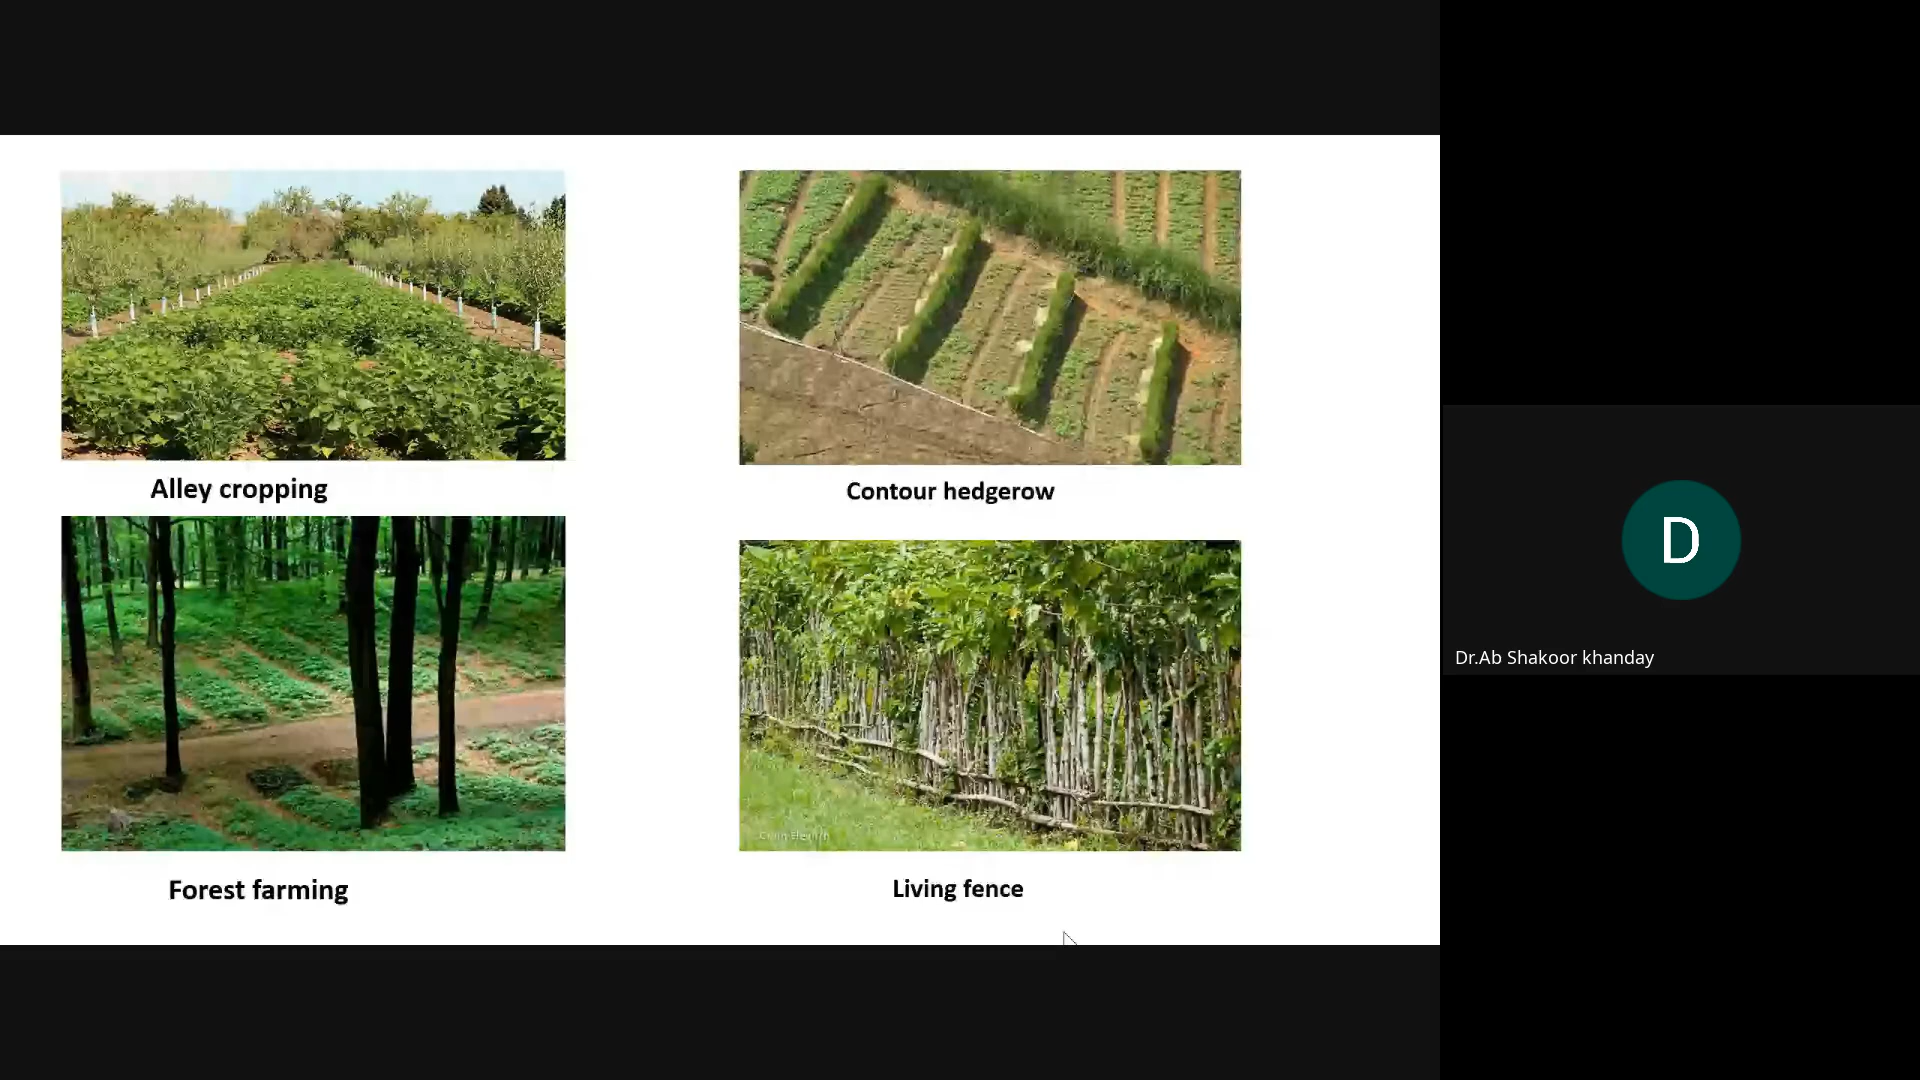 Alley cropping
Contour hedgerow
Forest farming
Living fence
D
Dr.Ab Shakoor khanday